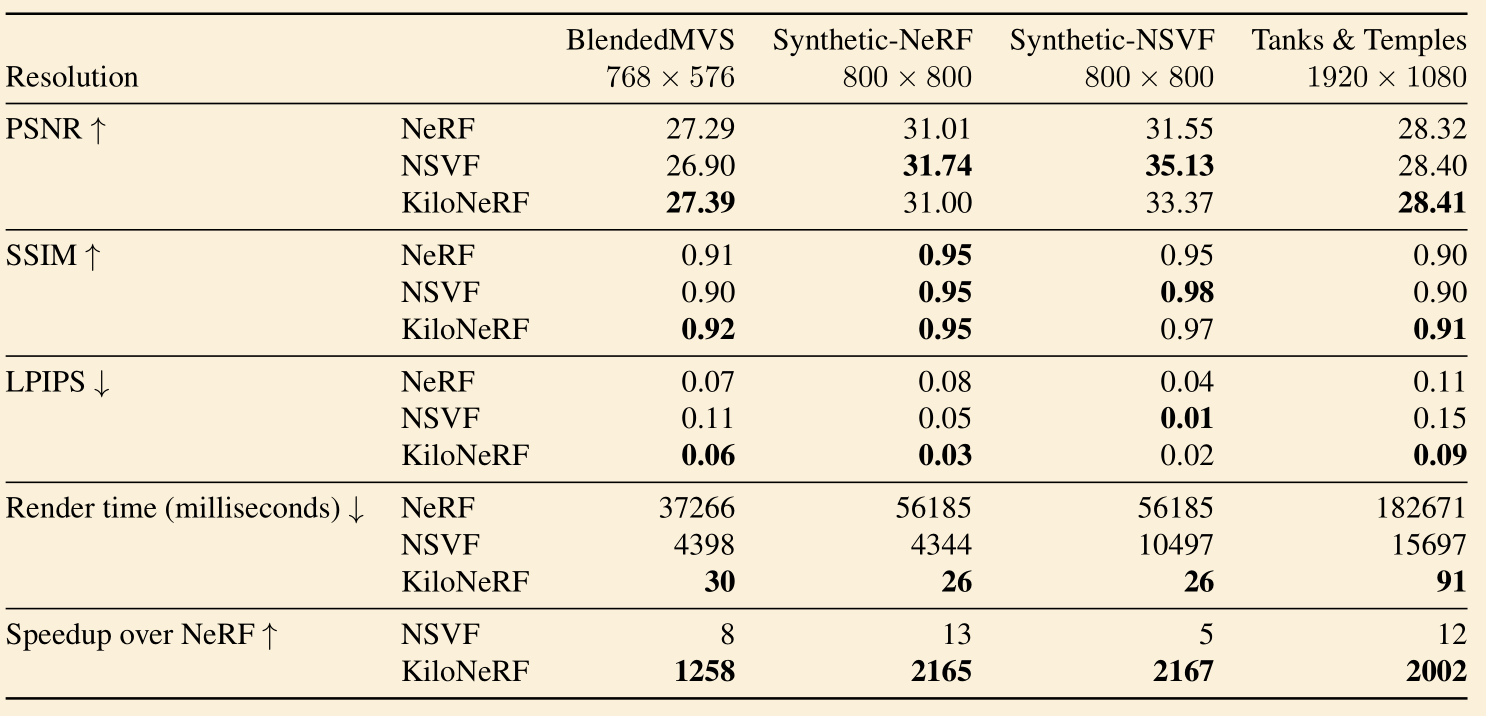 BlendedMVS Synthetic-NeRF Synthetic-NSVF Tanks & Temples
Resolution 768 × 576 800 × 800 800 × 800 1920 × 1080
PSNR ↑ NeRF 27.29 31.01 31.55 28.32
NSVF 26.90 31.74 35.13 28.40
KiloNeRF 27.39 31.00 33.37 28.41
SSIM ↑ NeRF 0.91 0.95 0.95 0.90
NSVF 0.90 0.95 0.98 0.90
KiloNeRF 0.92 0.95 0.97 0.91
LPIPS ↓ NeRF 0.07 0.08 0.04 0.11
NSVF 0.11 0.05 0.01 0.15
KiloNeRF 0.06 0.03 0.02 0.09
Render time (milliseconds) ↓ NeRF 37266 56185 56185 182671
NSVF 4398 4344 10497 15697
KiloNeRF 30 26 26 91
Speedup over NeRF ↑ NSVF 8 13 5 12
KiloNeRF 1258 2165 2167 2002